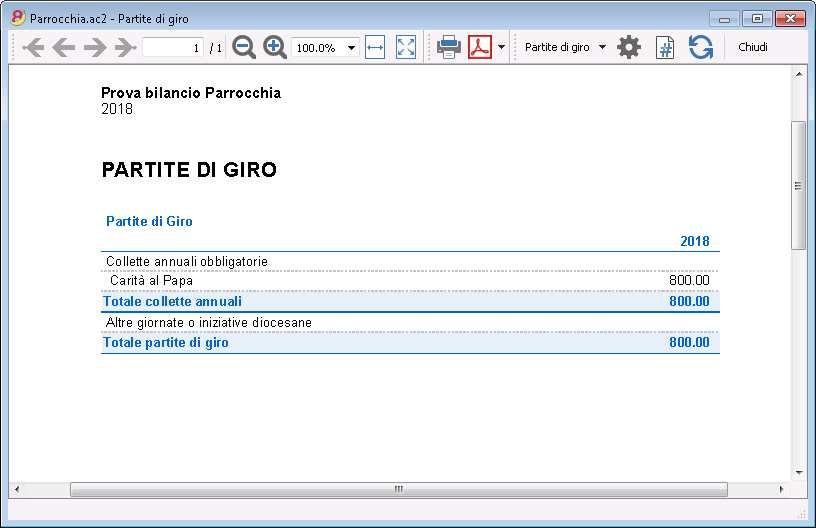 Parrocchia.ac2 - Partite di giro
1 / 1 100.0% Partite di giro # Chiudi
Prova bilancio Parrocchia
2018
PARTITE DI GIRO
Partite di Giro
2018
Collette annuali obbligatorie
Carità al Papa 800.00
Totale collette annuali 800.00
Altre giornate o iniziative diocesane
Totale partite di giro 800.00